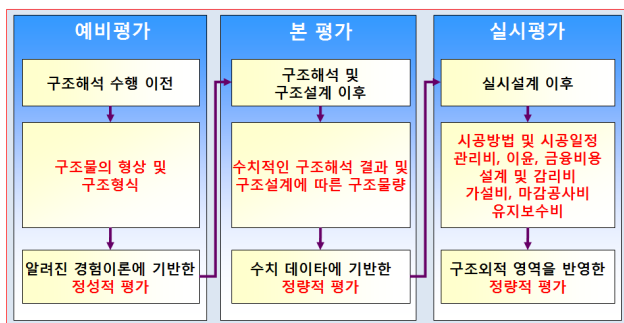 예비평가
구조해석 수행 이전
구조물의 형상 및
구조형식
알려진 경험이론에 기반한
정성적 평가
본 평가
구조해석 및
구조설계 이후
수치적인 구조해석 결과 및
구조설계에 따른 구조물량
수치 데이타에 기반한
정량적 평가
실시평가
실시설계 이후
시공방법 및 시공일정
관리비, 이윤, 금융비용
설계 및 감리비
가설비, 마감공사비
유지보수비
구조외적 영역을 반영한
정량적 평가